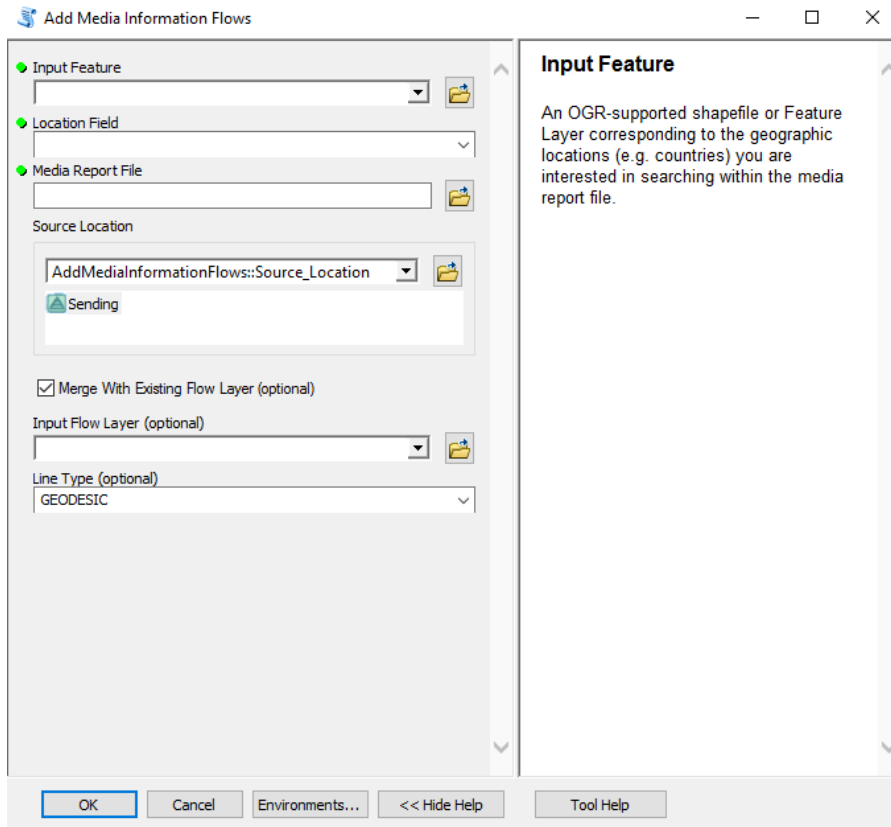 Add Media Information Flows
Input Feature
Location Field
Media Report File
Source Location
AddMediaInformationFlows::Source_Location
Sending
Merge With Existing Flow Layer (optional)
Input Flow Layer (optional)
Line Type (optional)
GEODESIC
Input Feature
An OGR-supported shapefile or Feature
Layer corresponding to the geographic
locations (e.g. countries) you are
interested in searching within the media
report file.
OK Cancel Environments... << Hide Help Tool Help